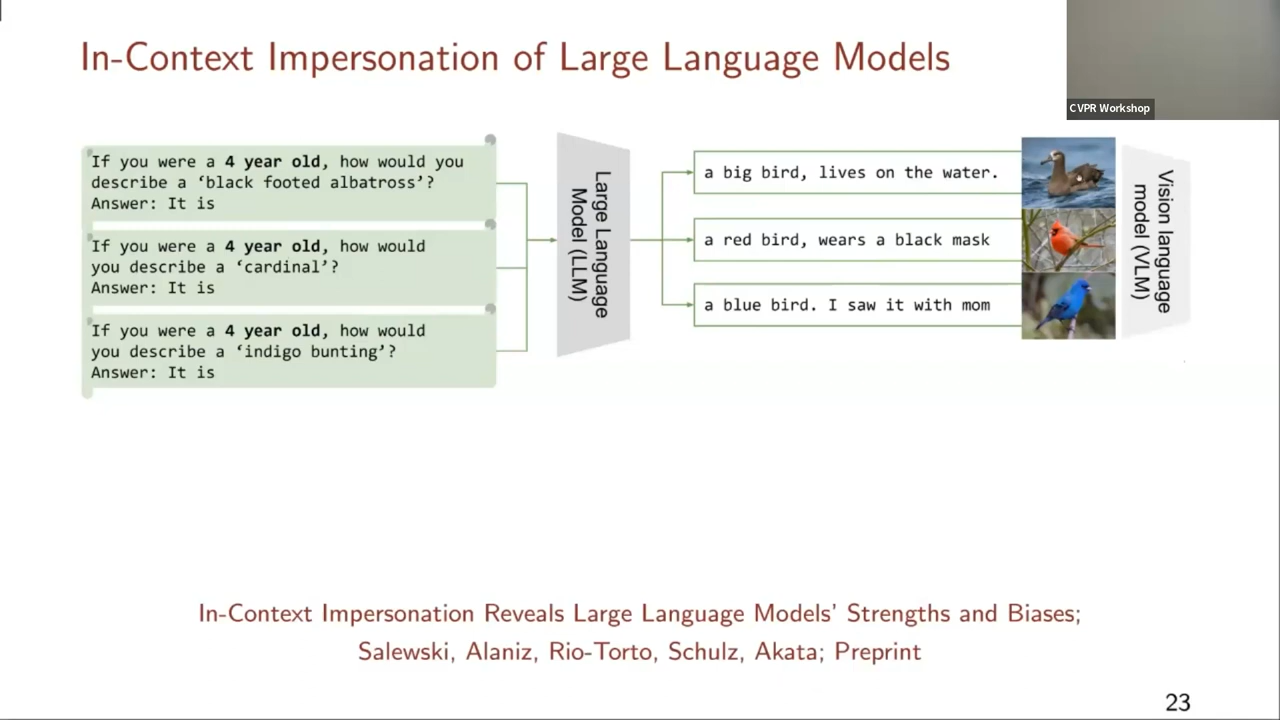 In-Context Impersonation of Large Language Models
CVPR Workshop
If you were a 4 year old, how would you
describe a ‘black footed albatross’?
Answer: It is
If you were a 4 year old, how would
you describe a ‘cardinal’?
Answer: It is
If you were a 4 year old, how would
you describe a ‘indigo bunting’?
Answer: It is
Large Language
Model (LLM)
a big bird, lives on the water.
a red bird, wears a black mask
a blue bird. I saw it with mom
Vision language
model (VLM)
In-Context Impersonation Reveals Large Language Models’ Strengths and Biases;
Salewski, Alaniz, Rio-Torto, Schulz, Akata; Preprint
23